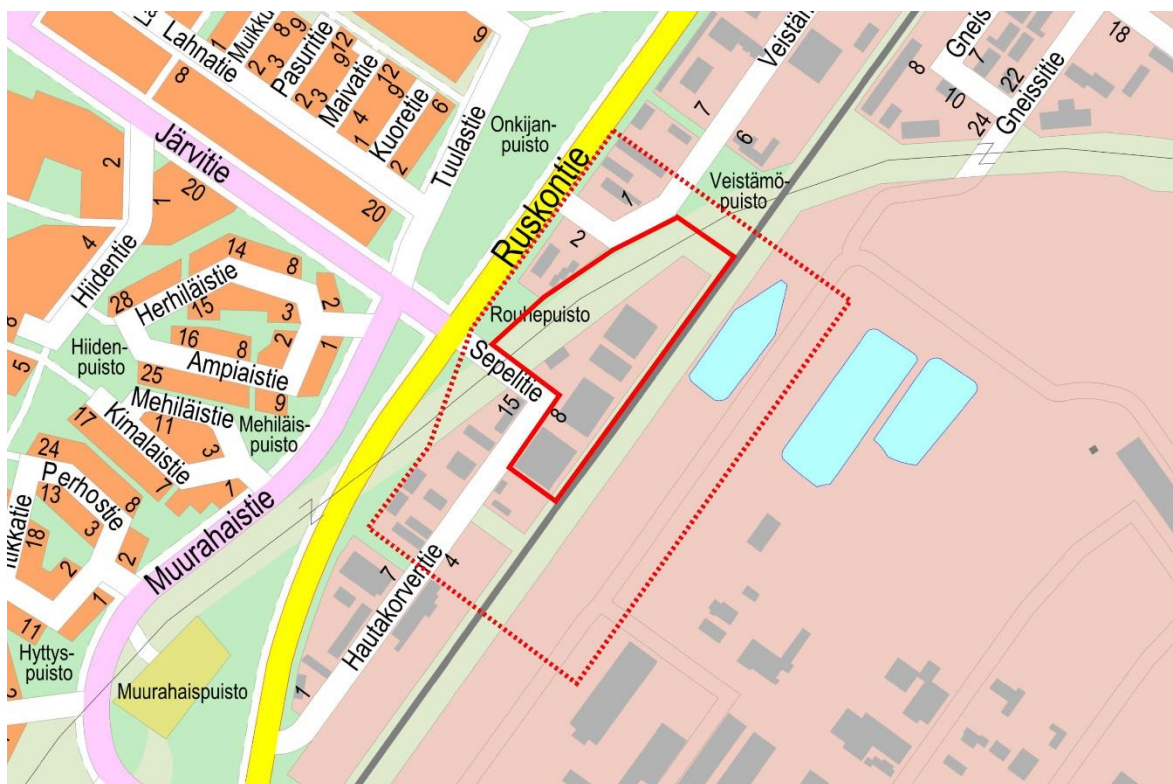 Lahnatie
Muikku
Pasuritie
Maivatie
Kuoretie
Tuulastie
Järvitie
Hiidentie
Onkijan-
puisto
Ruskontie
Veistä
Gneis
Gneissitie
Veistämö-
puisto
Herhiläistie
Hiiden-
puisto
Ampiaistie
Mehiläistie
Mehiläis-
puisto
Kimalaistie
Perhostie
Rouhepuisto
Sepelitie
Hautakorventie
Muurahaistie
Hyttys-
puisto
Muurahaispuisto
8
9
2
3
1
9
12
2
3
9
12
4
1
6
2
9
8
20
20
2
1
4
14
8
28
15
3
2
16
8
2
1
25
9
17
11
3
7
1
24
13
8
3
18
2
2
1
11
5
7
6
1
2
8
7
10
22
24
18
15
8
7
4
1